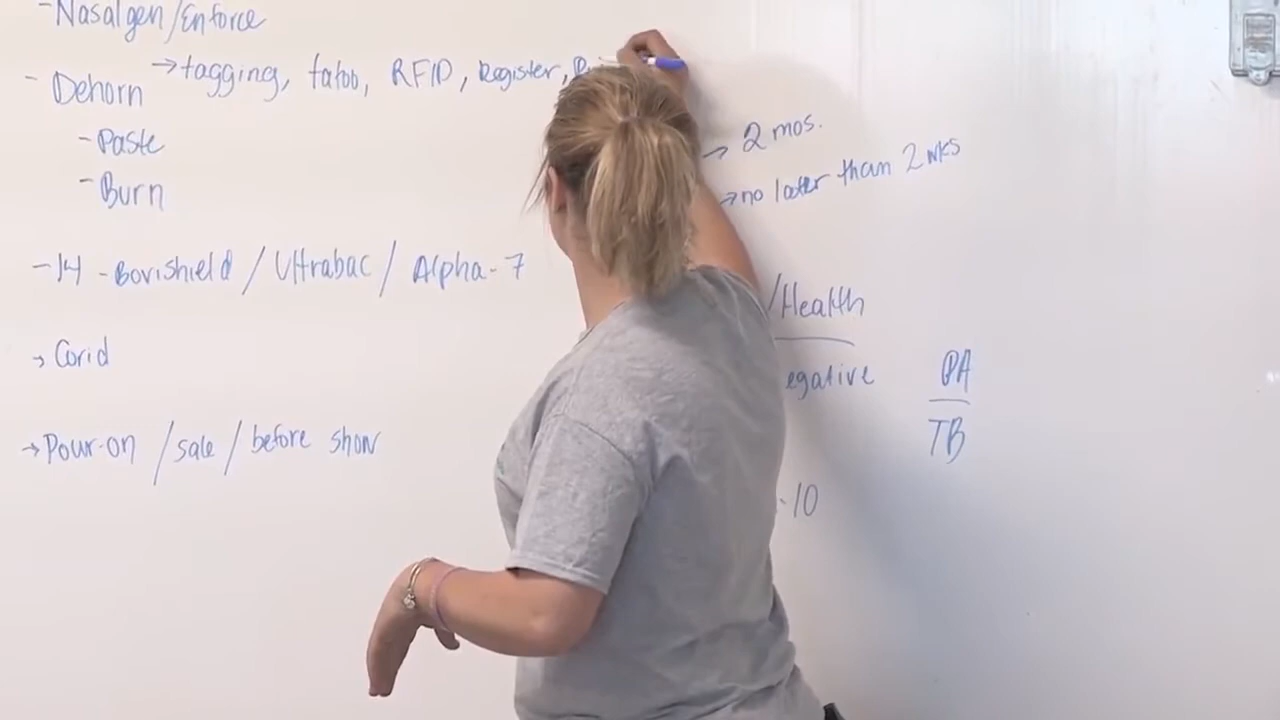 -Nasalgen/Enforce
- Dehorn →tagging, tatoo, RFID, Register,
-Paste
-Burn
→ 2 mos.
→no later than 2 wks
-14 -Bovishield / Ultrabac / Alpha-7
/Health
→ Corid
egative
PA
TB
→Pour-on /sale / before show
-10